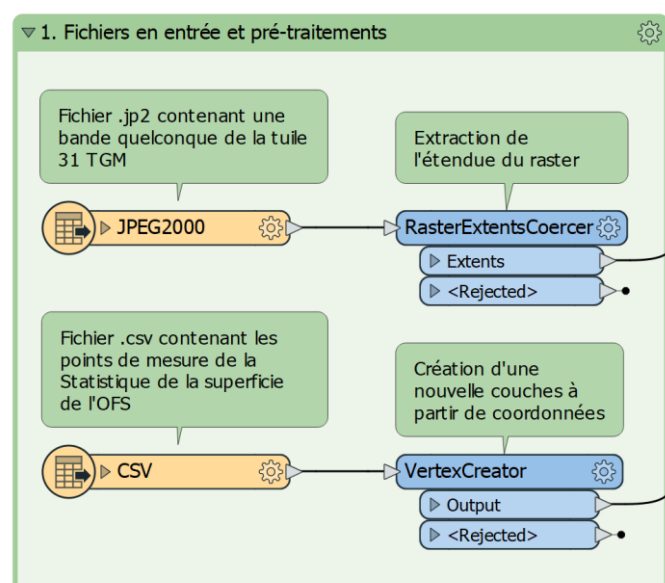 1. Fichiers en entrée et pré-traitements
Fichier .jp2 contenant une
bande quelconque de la tuile
31 TGM
Extraction de
l'étendue du raster
JPEG2000
RasterExtentsCoercer
Extents
<Rejected>
Fichier .csv contenant les
points de mesure de la
Statistique de la superficie
de l'OFS
Création d'une
nouvelle couches à
partir de coordonnées
CSV
VertexCreator
Output
<Rejected>